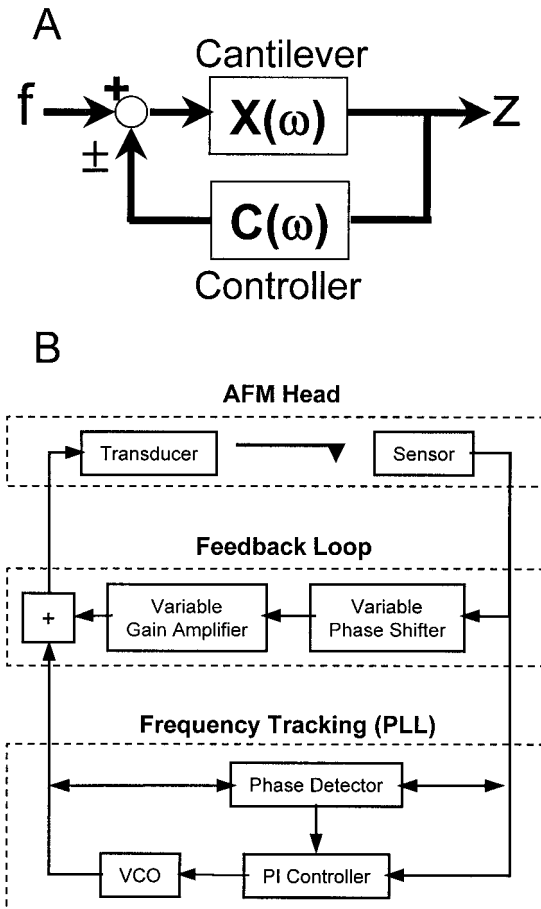 A
Cantilever
f
+
X(ω)
z
±
C(ω)
Controller
B
AFM Head
Transducer
Sensor
Feedback Loop
+
Variable
Gain Amplifier
Variable
Phase Shifter
Frequency Tracking (PLL)
Phase Detector
VCO
PI Controller